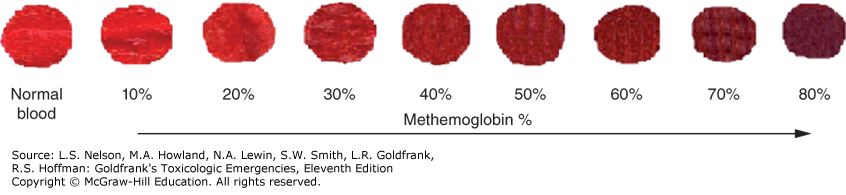 Normal blood
10%
20%
30%
40%
50%
60%
70%
80%
Methemoglobin %
Source: L.S. Nelson, M.A. Howland, N.A. Lewin, S.W. Smith, L.R. Goldfrank,
R.S. Hoffman: Goldfrank's Toxicologic Emergencies, Eleventh Edition
Copyright © McGraw-Hill Education. All rights reserved.